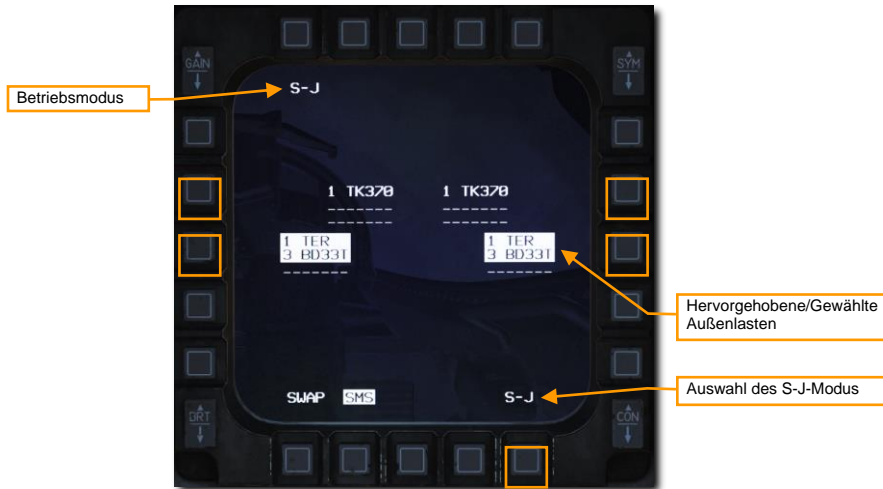 GAIN
SYM
S-J
Betriebsmodus
1 TK370 1 TK370
------- -------
------- -------
1 TER 1 TER
3 BD33T 3 BD33T
------- -------
Hervorgehobene/Gewählte
Außenlasten
Auswahl des S-J-Modus
SWAP SMS S-J
BRT
CON